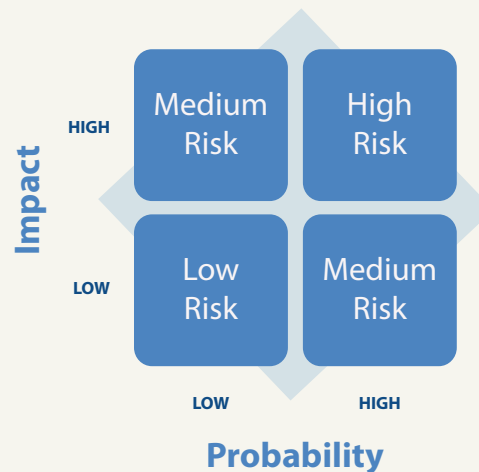 Medium
Risk
High
Risk
HIGH
Impact
Low
Risk
Medium
Risk
LOW
LOW
HIGH
Probability